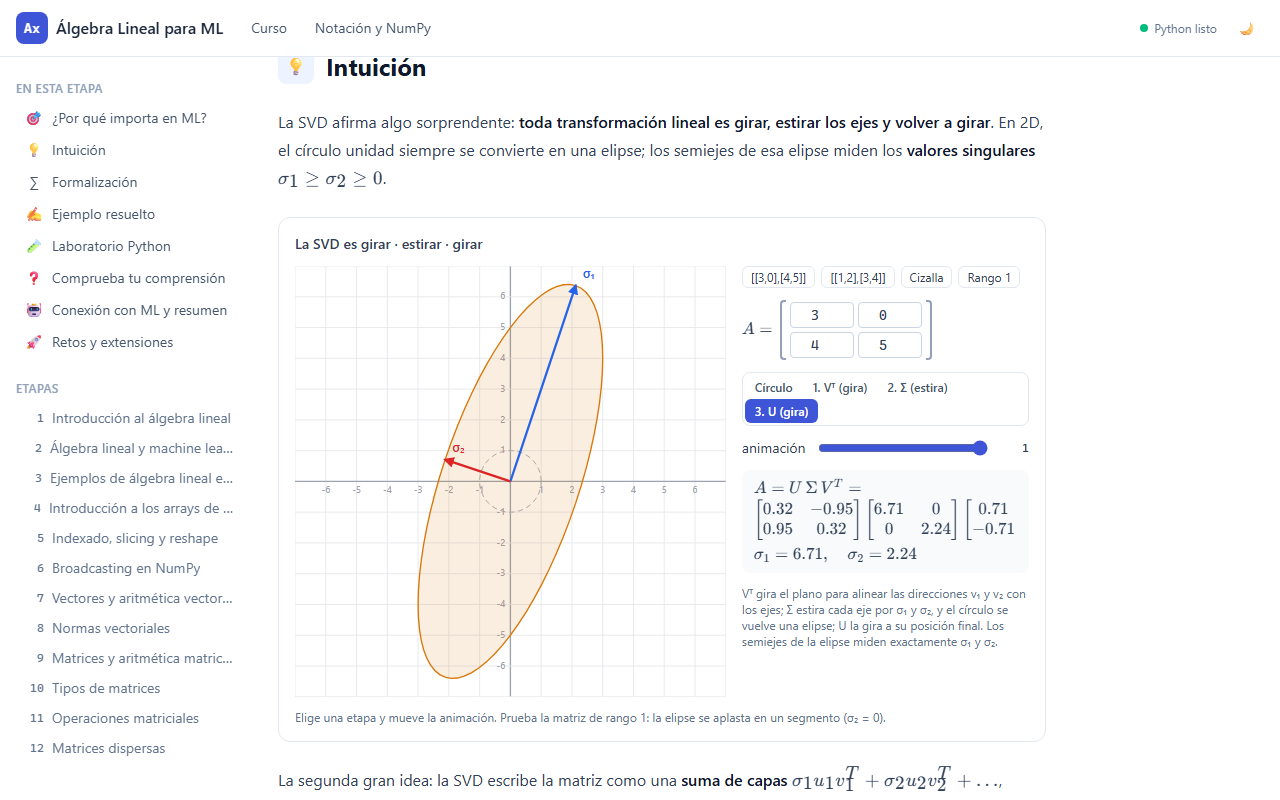 Ax Álgebra Lineal para ML Curso Notación y NumPy Python listo
EN ESTA ETAPA
¿Por qué importa en ML?
Intuición
∑ Formalización
Ejemplo resuelto
Laboratorio Python
Comprueba tu comprensión
Conexión con ML y resumen
Retos y extensiones
ETAPAS
1 Introducción al álgebra lineal
2 Álgebra lineal y machine lea...
3 Ejemplos de álgebra lineal e...
4 Introducción a los arrays de ...
5 Indexado, slicing y reshape
6 Broadcasting en NumPy
7 Vectores y aritmética vector...
8 Normas vectoriales
9 Matrices y aritmética matric...
10 Tipos de matrices
11 Operaciones matriciales
12 Matrices dispersas
Intuición
La SVD afirma algo sorprendente: toda transformación lineal es girar, estirar los ejes y volver a girar. En 2D,
el círculo unidad siempre se convierte en una elipse; los semiejes de esa elipse miden los valores singulares
σ1 ≥ σ2 ≥ 0.
La SVD es girar · estirar · girar
σ₁
σ₂
6
5
4
3
2
1
-6 -5 -4 -3 -2 -1 1 2 3 4 5 6
-1
-2
-3
-4
-5
-6
[[3,0],[4,5]] [[1,2],[3,4]] Cizalla Rango 1
A =
3 0
4 5
Círculo 1. Vᵀ (gira) 2. Σ (estira)
3. U (gira)
animación 1
A = U Σ Vᵀ =
[0.32 −0.95] [6.71 0] [0.71
[0.95 0.32] [0 2.24] [−0.71
σ₁ = 6.71, σ₂ = 2.24
Vᵀ gira el plano para alinear las direcciones v₁ y v₂ con
los ejes; Σ estira cada eje por σ₁ y σ₂, y el círculo se
vuelve una elipse; U la gira a su posición final. Los
semiejes de la elipse miden exactamente σ₁ y σ₂.
Elige una etapa y mueve la animación. Prueba la matriz de rango 1: la elipse se aplasta en un segmento (σ₂ = 0).
La segunda gran idea: la SVD escribe la matriz como una suma de capas σ1u1v1ᵀ + σ2u2v2ᵀ + …,